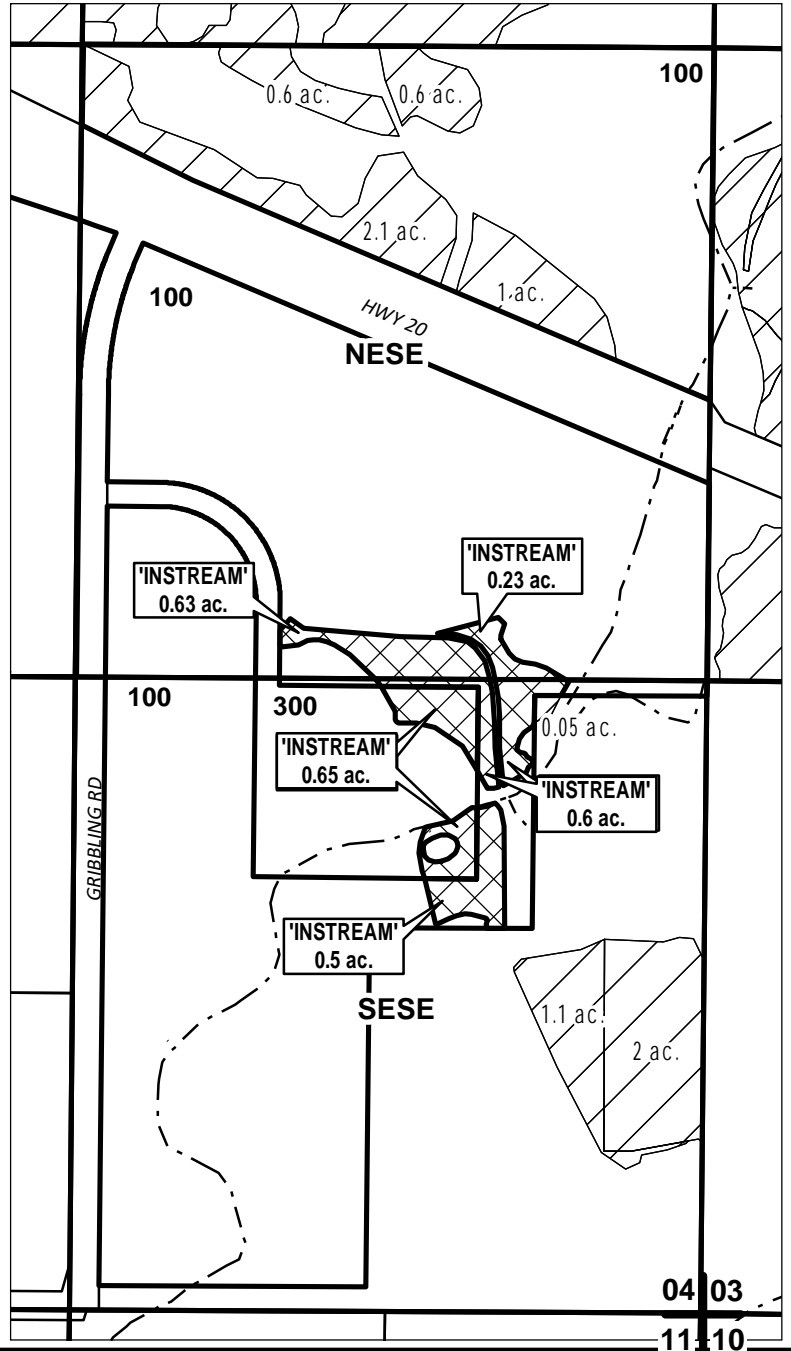 100
0.6 ac.
0.6 ac.
2.1 ac.
1 ac.
100
HWY 20
NESE
'INSTREAM'
0.23 ac.
'INSTREAM'
0.63 ac.
100
300
0.05 ac.
'INSTREAM'
0.65 ac.
'INSTREAM'
0.6 ac.
GRIBBLING RD
'INSTREAM'
0.5 ac.
SESE
1.1 ac.
2 ac.
04 03
11 10